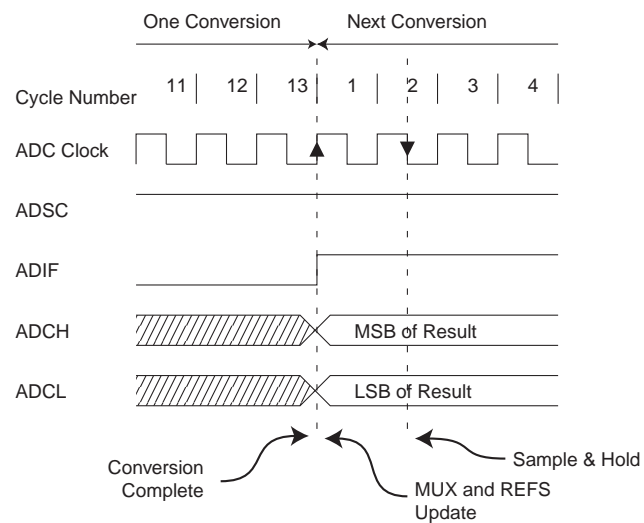 One Conversion Next Conversion
Cycle Number 11 12 13 1 2 3 4
ADC Clock
ADSC
ADIF
ADCH MSB of Result
ADCL LSB of Result
Conversion
Complete
MUX and REFS
Update
Sample & Hold